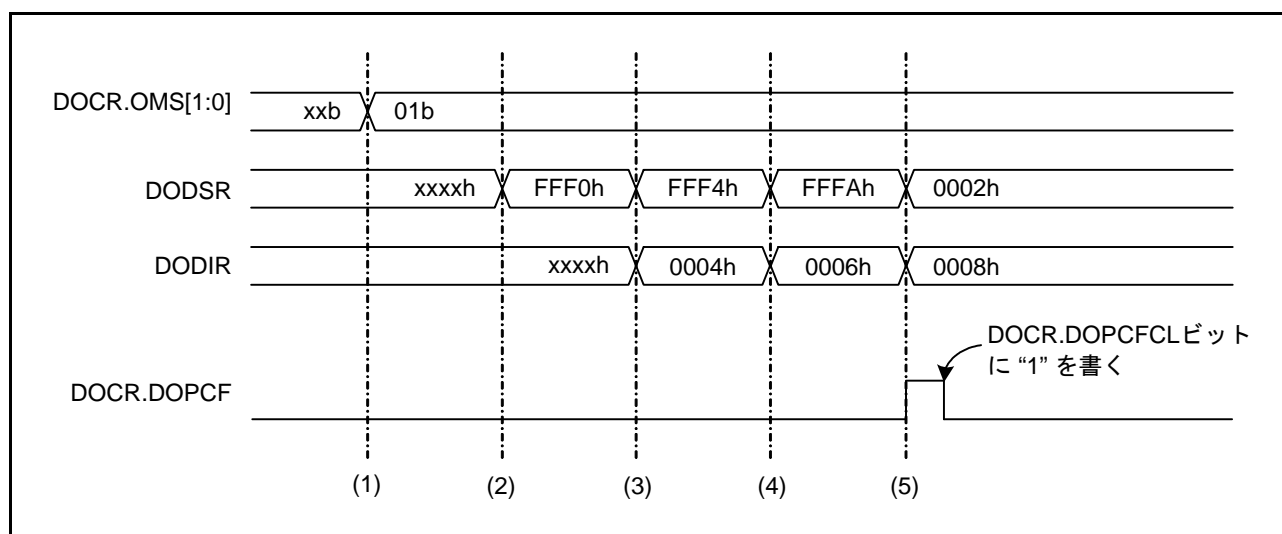 DOCR.OMS[1:0] xxb 01b
DODSR xxxxh FFF0h FFF4h FFFAh 0002h
DODIR xxxxh 0004h 0006h 0008h
DOCR.DOPCFCLビット
に “1” を書く
DOCR.DOPCF
(1) (2) (3) (4) (5)